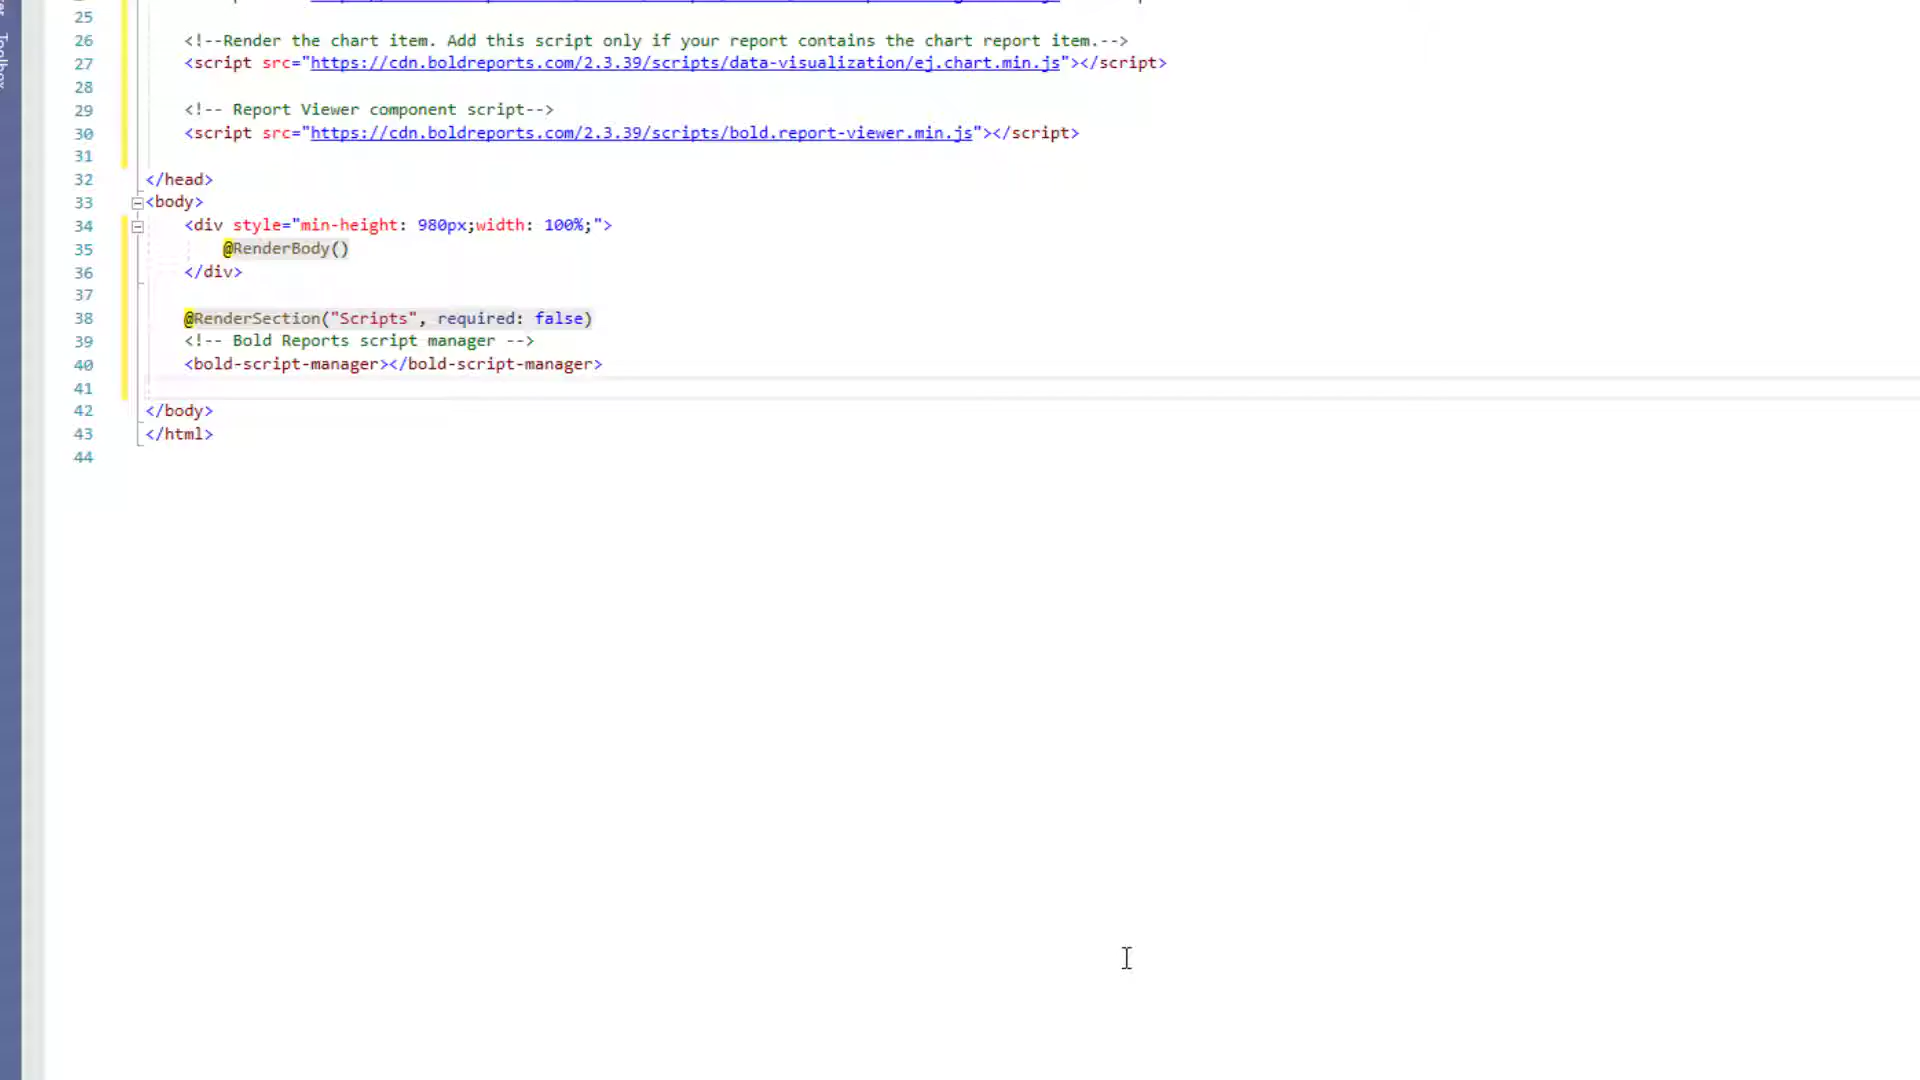 25
26 <!--Render the chart item. Add this script only if your report contains the chart report item.-->
27 <script src="https://cdn.boldreports.com/2.3.39/scripts/data-visualization/ej.chart.min.js"></script>
28
29 <!-- Report Viewer component script-->
30 <script src="https://cdn.boldreports.com/2.3.39/scripts/bold.report-viewer.min.js"></script>
31
32 </head>
33 <body>
34 <div style="min-height: 980px;width: 100%;">
35 @RenderBody()
36 </div>
37
38 @RenderSection("Scripts", required: false)
39 <!-- Bold Reports script manager -->
40 <bold-script-manager></bold-script-manager>
41
42 </body>
43 </html>
44